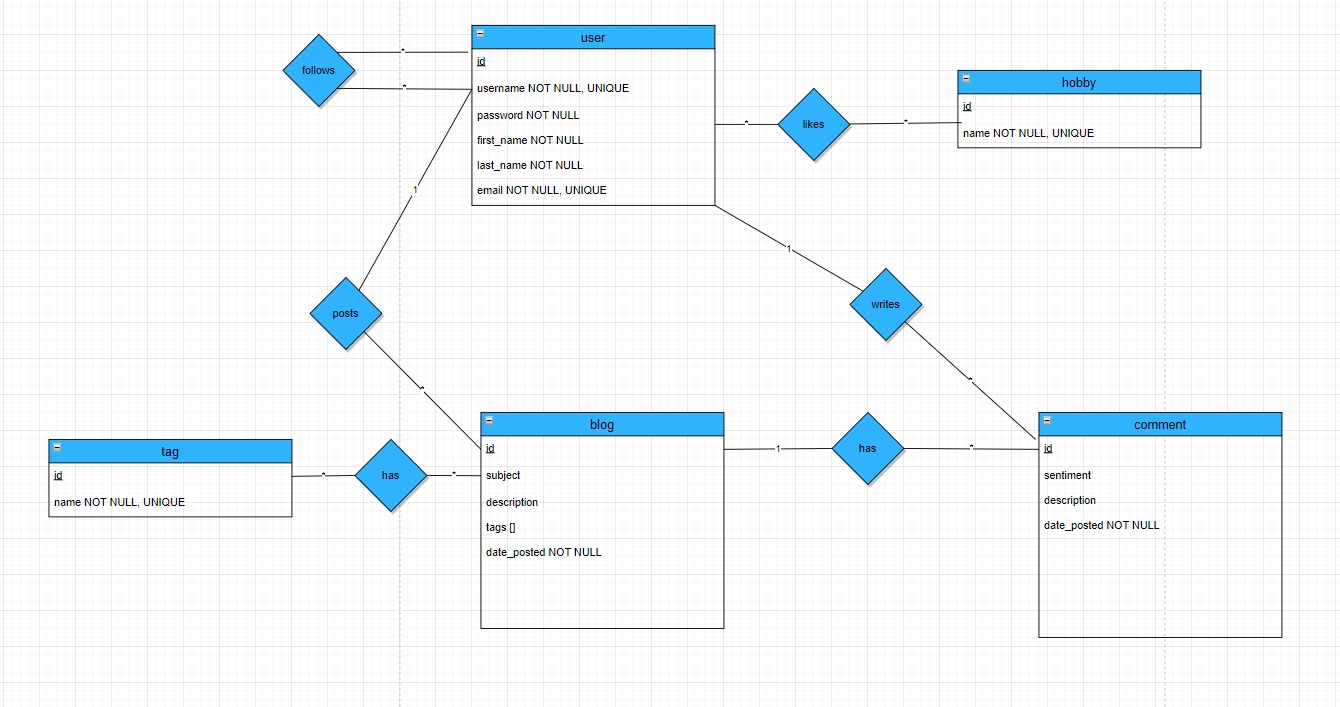 user
id
username NOT NULL, UNIQUE
password NOT NULL
first_name NOT NULL
last_name NOT NULL
email NOT NULL, UNIQUE
follows
*
*
likes
*
*
hobby
id
name NOT NULL, UNIQUE
1
posts
*
1
writes
*
tag
id
name NOT NULL, UNIQUE
*
has
*
blog
id
subject
description
tags []
date_posted NOT NULL
1
has
*
comment
id
sentiment
description
date_posted NOT NULL